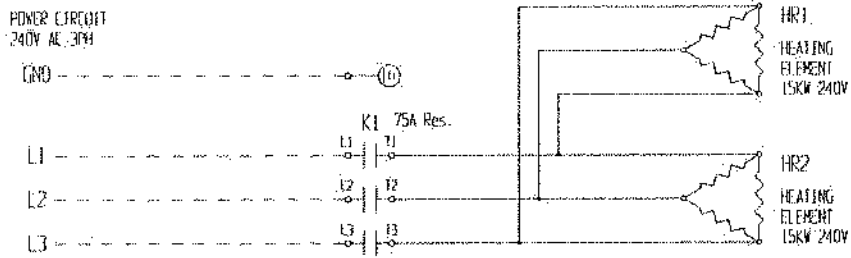 POWER CIRCUIT
240V AC 3PH
GND
K1 75A Res.
L1 L1 T1
L2 L2 T2
L3 L3 T3
HR1
HEATING
ELEMENT
15KW 240V
HR2
HEATING
ELEMENT
15KW 240V